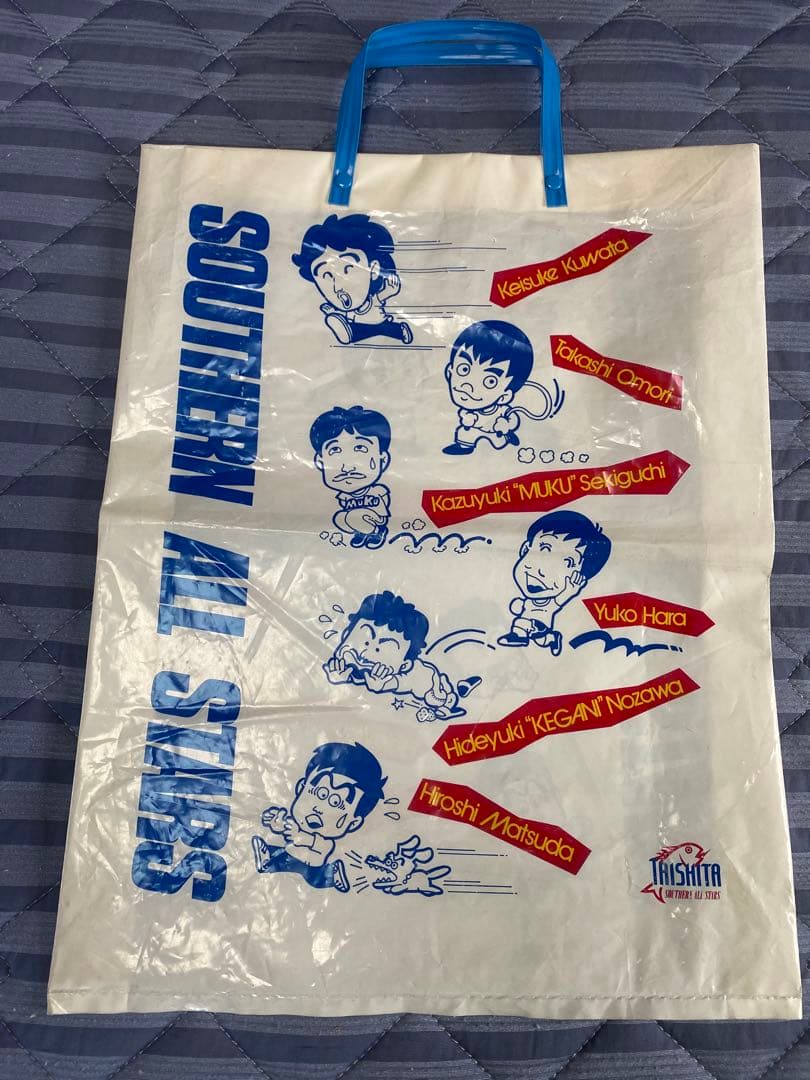 SOUTHERN ALL STARS
Keisuke Kuwata
Takashi Omori
MUKU
Kazuyuki "MUKU" Sekiguchi
Yuko Hara
Hideyuki "KEGANI" Nozawa
Hiroshi Matsuda
TAISHITA
SOUTHERN ALL STARS